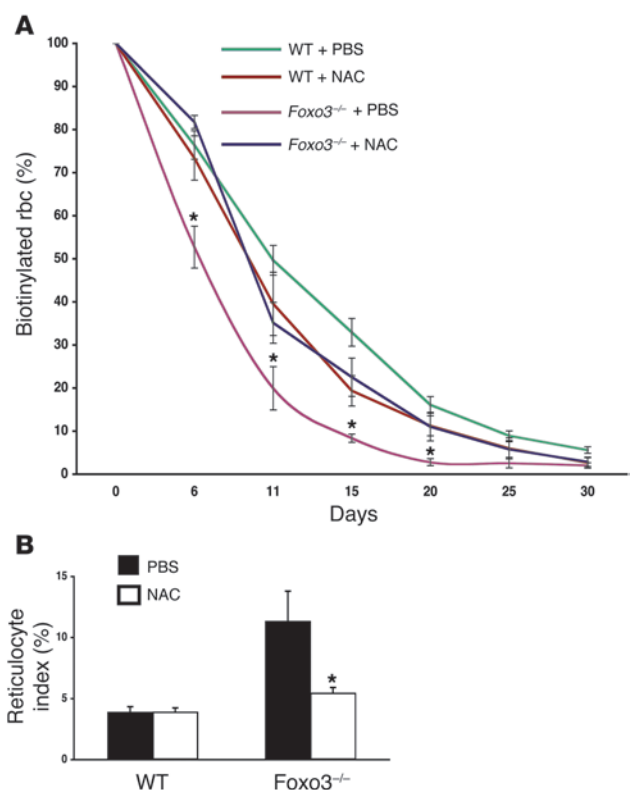 A
100
90
80
70
60
50
40
30
20
10
0
Biotinylated rbc (%)
WT + PBS
WT + NAC
Foxo3⁻/⁻ + PBS
Foxo3⁻/⁻ + NAC
*
*
*
*
0 6 11 15 20 25 30
Days
B
PBS
NAC
15
10
5
0
Reticulocyte
index (%)
*
WT Foxo3⁻/⁻